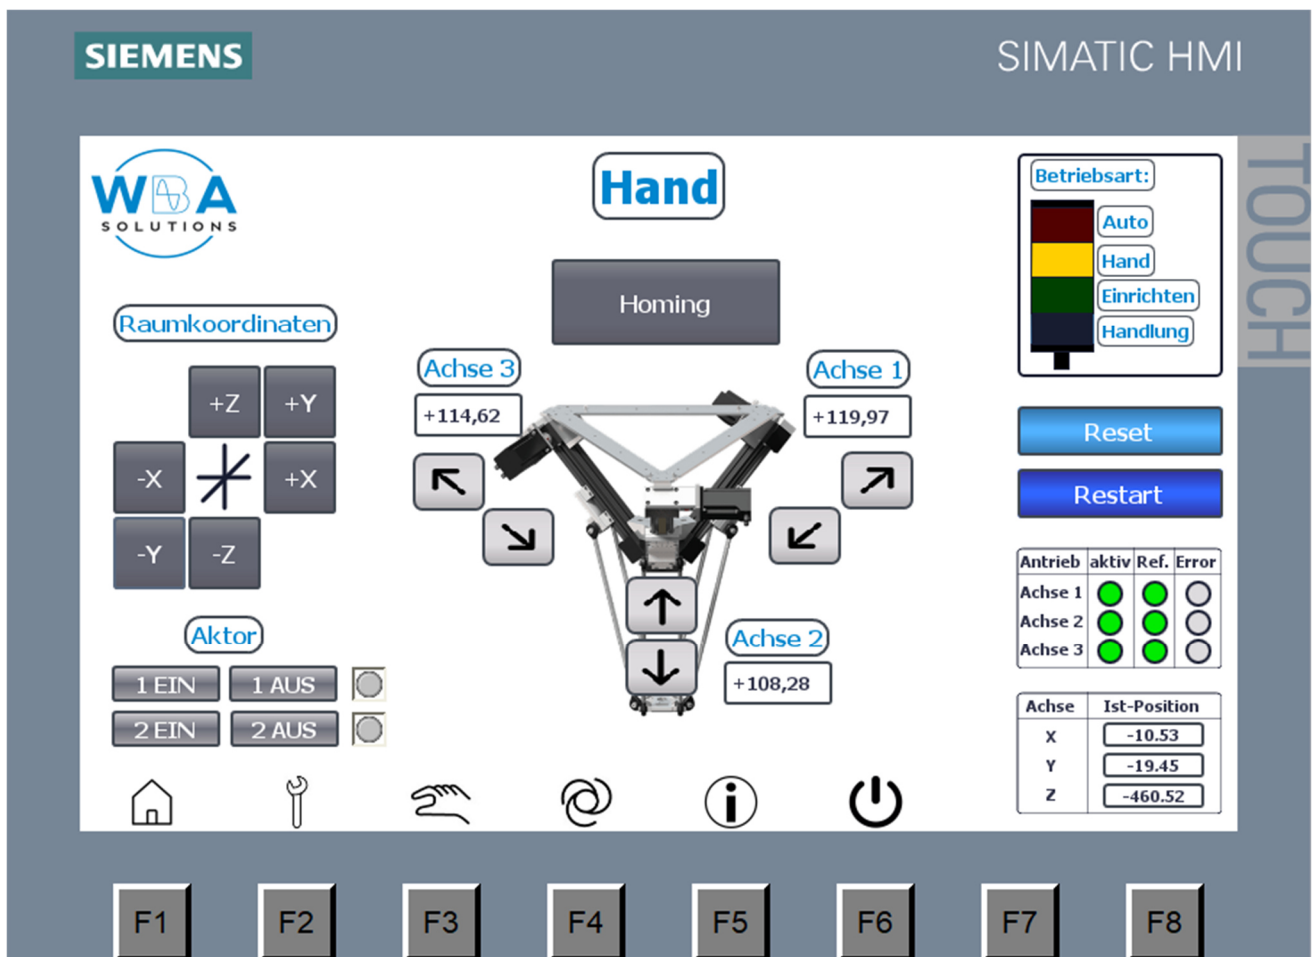 SIEMENS
SIMATIC HMI
TOUCH
WBA
SOLUTIONS
Hand
Homing
Raumkoordinaten
+Z
+Y
-X
+X
-Y
-Z
Aktor
1 EIN
1 AUS
2 EIN
2 AUS
Achse 3
+114,62
Achse 1
+119,97
Achse 2
+108,28
Betriebsart:
Auto
Hand
Einrichten
Handlung
Reset
Restart
Antrieb aktiv Ref. Error
Achse 1
Achse 2
Achse 3
Achse Ist-Position
X -10.53
Y -19.45
Z -460.52
F1 F2 F3 F4 F5 F6 F7 F8